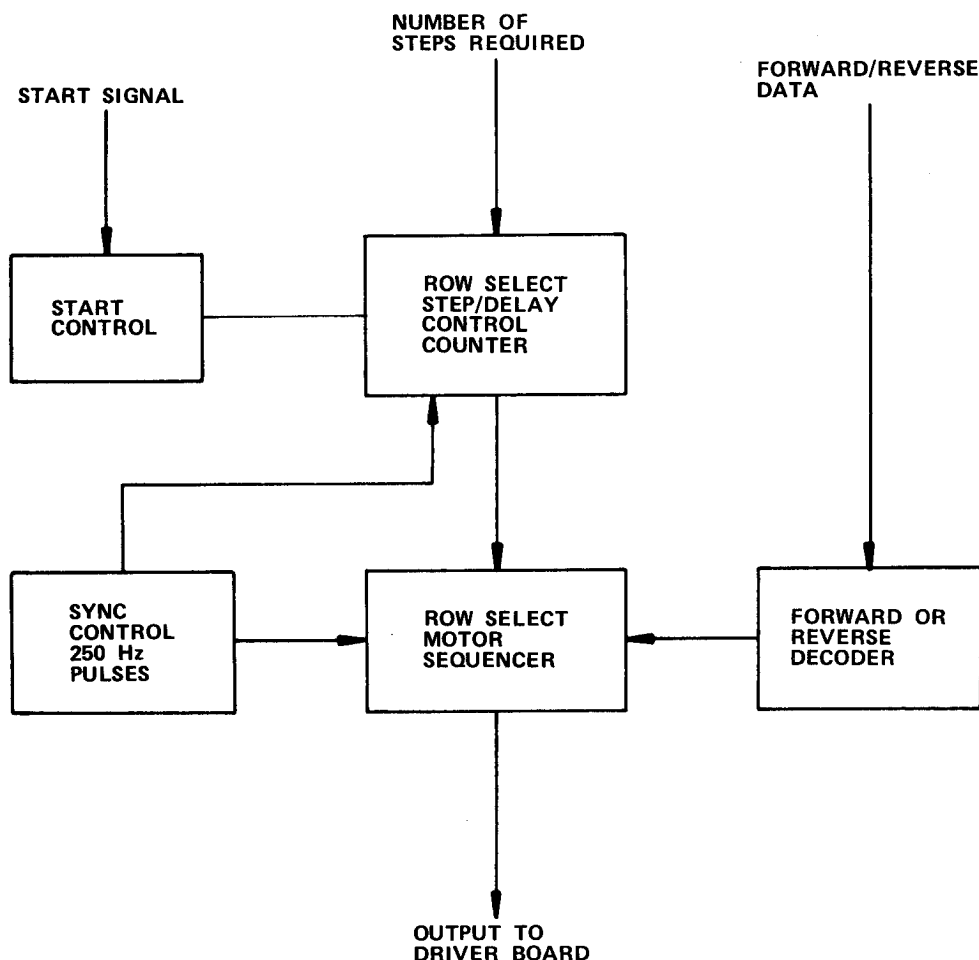 NUMBER OF
STEPS REQUIRED
FORWARD/REVERSE
DATA
START SIGNAL
START
CONTROL
ROW SELECT
STEP/DELAY
CONTROL
COUNTER
SYNC
CONTROL
250 Hz
PULSES
ROW SELECT
MOTOR
SEQUENCER
FORWARD OR
REVERSE
DECODER
OUTPUT TO
DRIVER BOARD